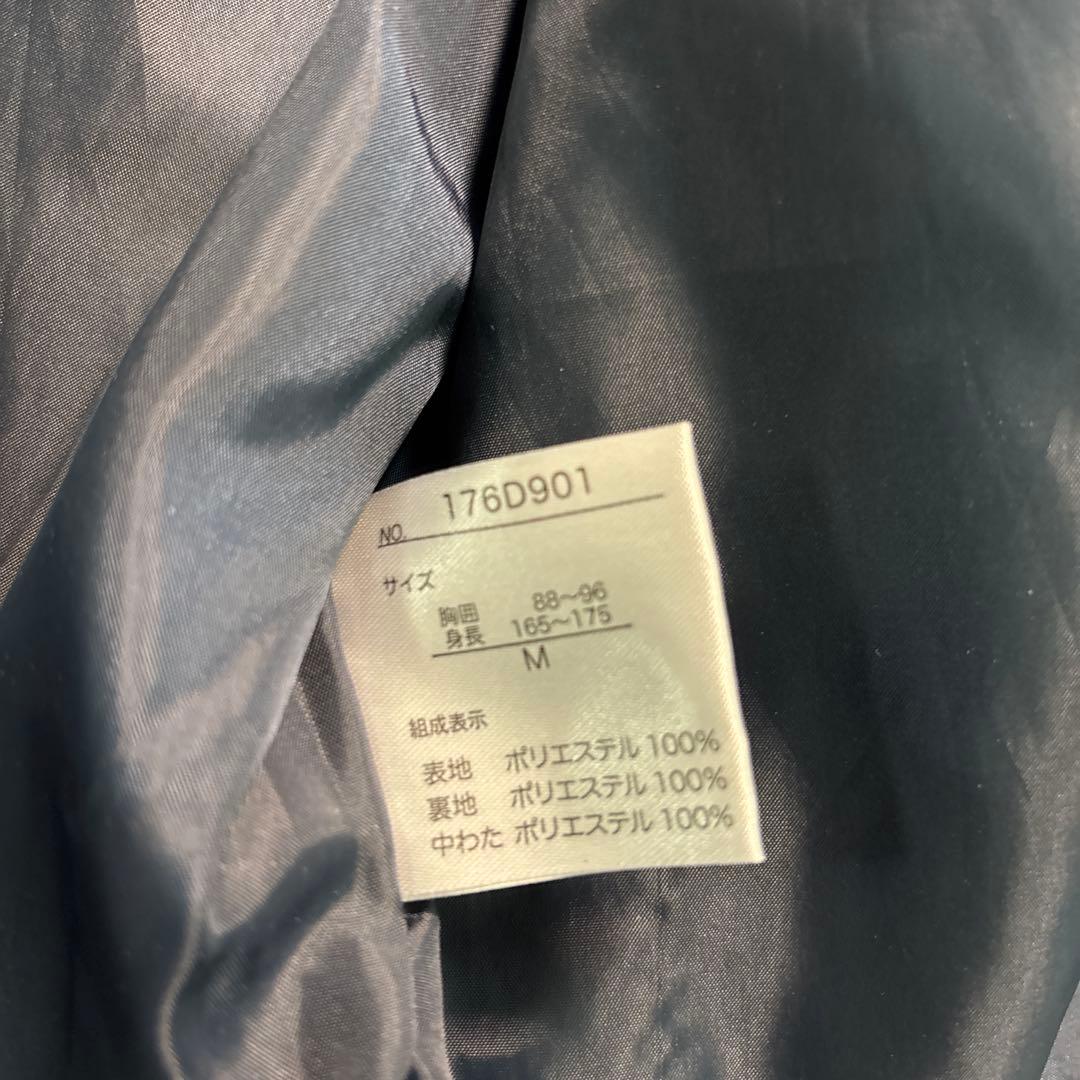 NO. 176D901
サイズ
胸囲 88～96
身長 165～175
M
組成表示
表地 ポリエステル 100%
裏地 ポリエステル 100%
中わた ポリエステル 100%